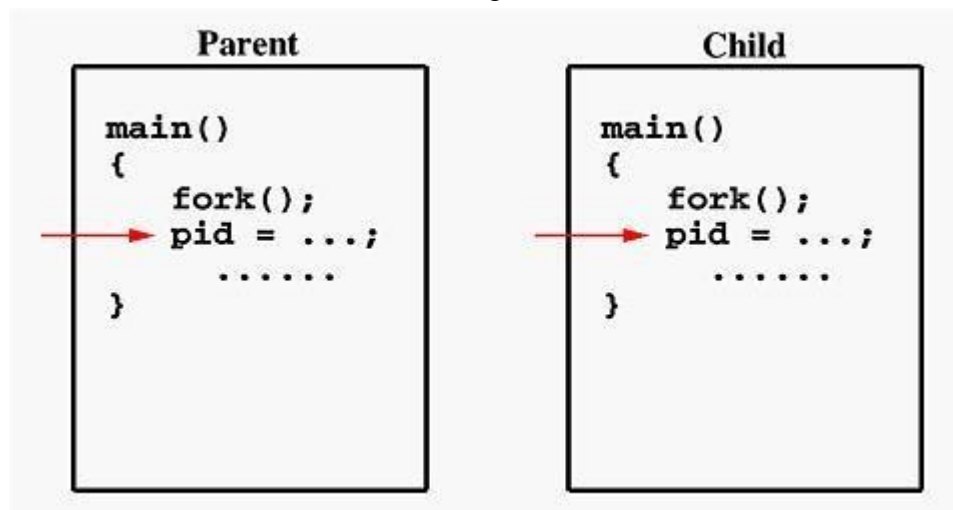 Parent
main()
{
fork();
pid = ...;
......
}
Child
main()
{
fork();
pid = ...;
......
}